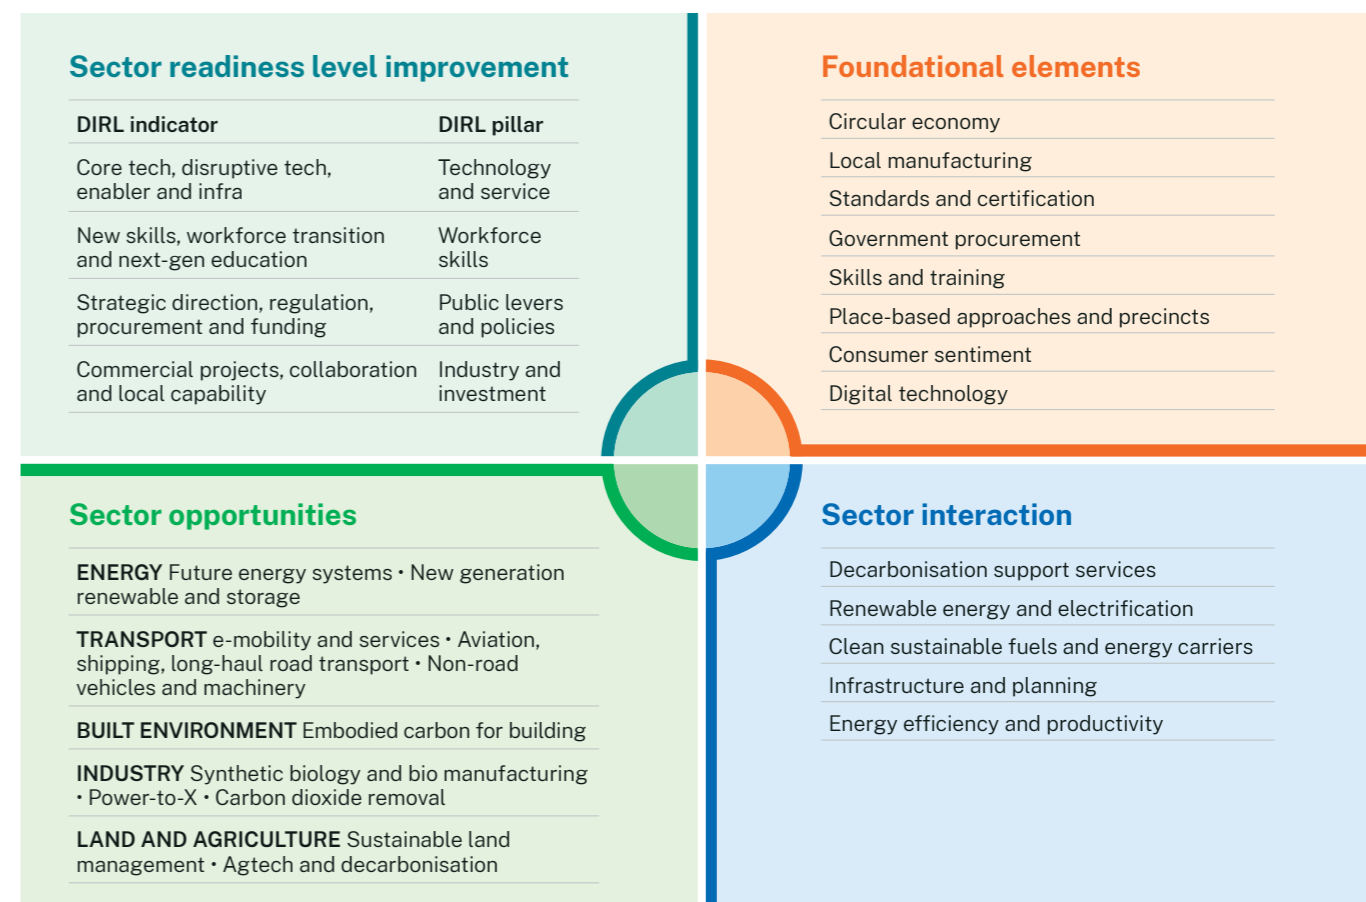 Sector readiness level improvement
DIRL indicator
DIRL pillar
Core tech, disruptive tech,
enabler and infra
Technology
and service
New skills, workforce transition
and next-gen education
Workforce
skills
Strategic direction, regulation,
procurement and funding
Public levers
and policies
Commercial projects, collaboration
and local capability
Industry and
investment
Foundational elements
Circular economy
Local manufacturing
Standards and certification
Government procurement
Skills and training
Place-based approaches and precincts
Consumer sentiment
Digital technology
Sector opportunities
ENERGY Future energy systems • New generation
renewable and storage
TRANSPORT e-mobility and services • Aviation,
shipping, long-haul road transport • Non-road
vehicles and machinery
BUILT ENVIRONMENT Embodied carbon for building
INDUSTRY Synthetic biology and bio manufacturing
• Power-to-X • Carbon dioxide removal
LAND AND AGRICULTURE Sustainable land
management • Agtech and decarbonisation
Sector interaction
Decarbonisation support services
Renewable energy and electrification
Clean sustainable fuels and energy carriers
Infrastructure and planning
Energy efficiency and productivity